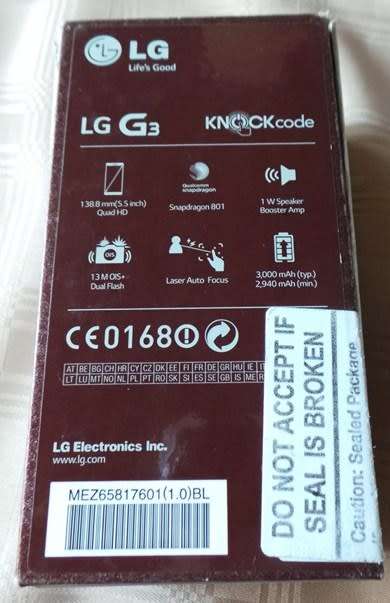 LG
Life's Good
LG G3
KNOCKcode
138.8 mm(5.5 inch)
Quad HD
Qualcomm
snapdragon
Snapdragon 801
1 W Speaker
Booster Amp
OIS
13 M OIS+
Dual Flash
Laser Auto Focus
3,000 mAh (typ.)
2,940 mAh (min.)
CE0168
AT BE BG CH HR CY CZ DK EE FI FR DE GR HU IE
LT LU MT NO NL PL PT RO SK SI ES SE GB IS ME
LG Electronics Inc.
www.lg.com
MEZ65817601(1.0)BL
DO NOT ACCEPT IF
SEAL IS BROKEN
Caution: Sealed Package